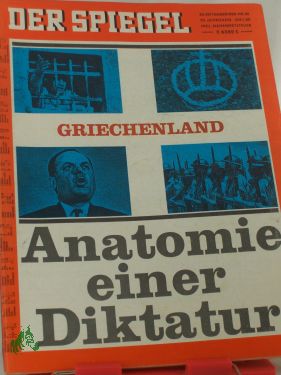 DER SPIEGEL
GRIECHENLAND
Anatomie
einer
Diktatur